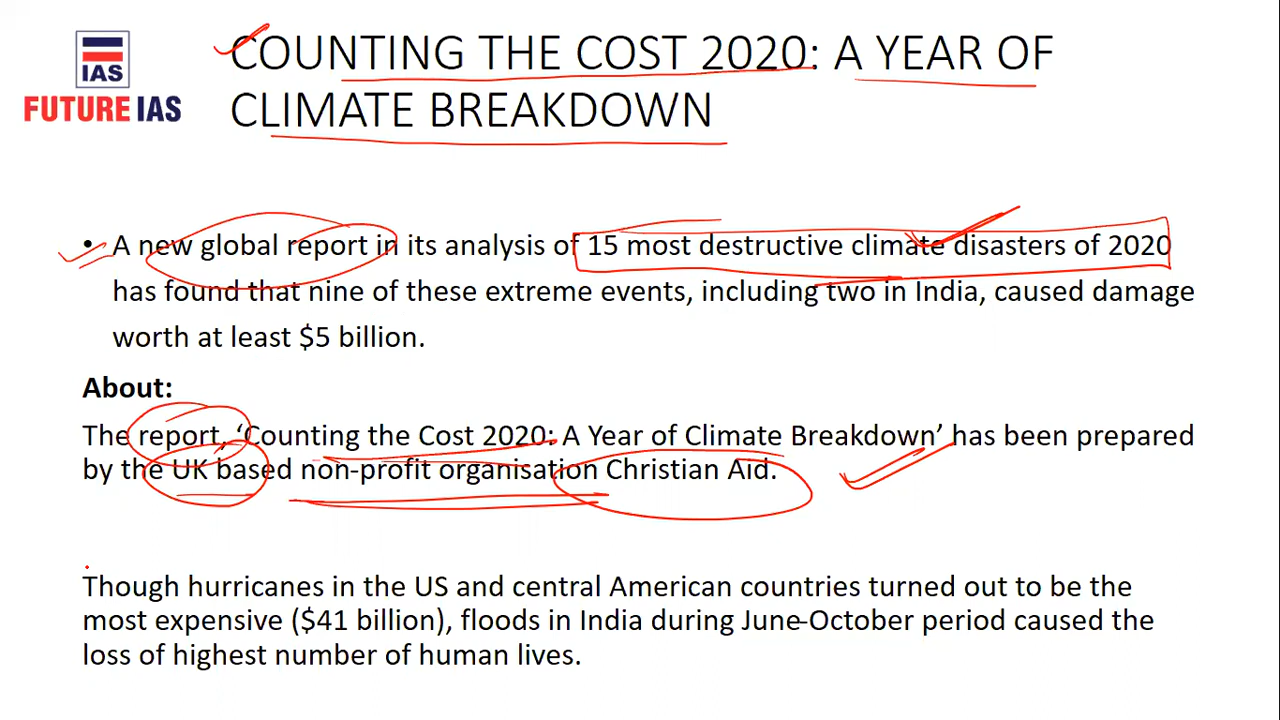 IAS
FUTURE IAS
COUNTING THE COST 2020: A YEAR OF
CLIMATE BREAKDOWN
• A new global report in its analysis of 15 most destructive climate disasters of 2020
has found that nine of these extreme events, including two in India, caused damage
worth at least $5 billion.
About:
The report, ‘Counting the Cost 2020: A Year of Climate Breakdown’ has been prepared
by the UK based non-profit organisation Christian Aid.
Though hurricanes in the US and central American countries turned out to be the
most expensive ($41 billion), floods in India during June-October period caused the
loss of highest number of human lives.